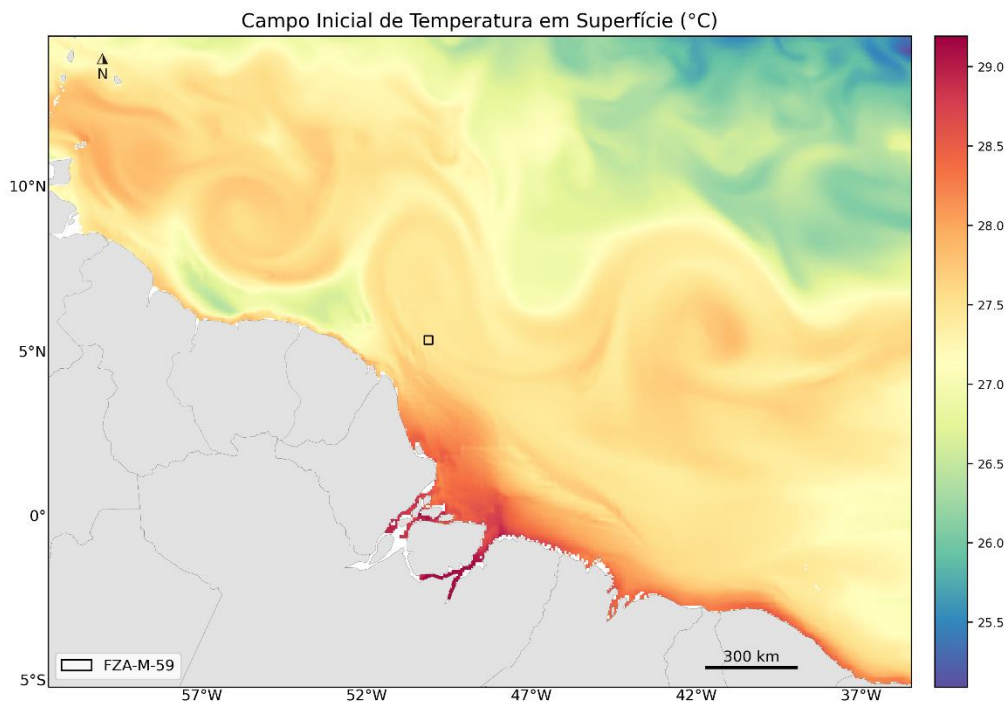 Campo Inicial de Temperatura em Superfície (°C)
N
10°N
5°N
0°
5°S
57°W
52°W
47°W
42°W
37°W
FZA-M-59
300 km
29.0
28.5
28.0
27.5
27.0
26.5
26.0
25.5